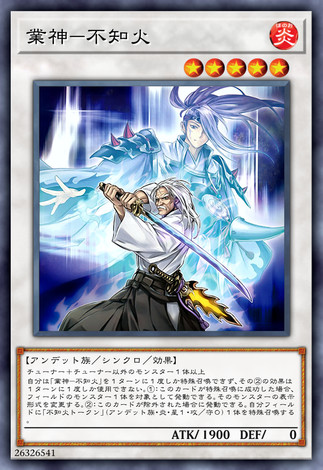 業神－不知火
炎
【アンデット族／シンクロ／効果】
チューナー＋チューナー以外のモンスター１体以上
自分は「業神－不知火」を１ターンに１度しか特殊召喚できず、その②の効果は
１ターンに１度しか使用できない。①：このカードが特殊召喚に成功した場合、
フィールドのモンスター１体を対象として発動できる。そのモンスターの表示
形式を変更する。②：このカードが除外された場合に発動できる。自分フィールド
に「不知火トークン」（アンデット族・炎・星１・攻／守０）１体を特殊召喚する
。
ATK/ 1900 DEF/ 0
26326541